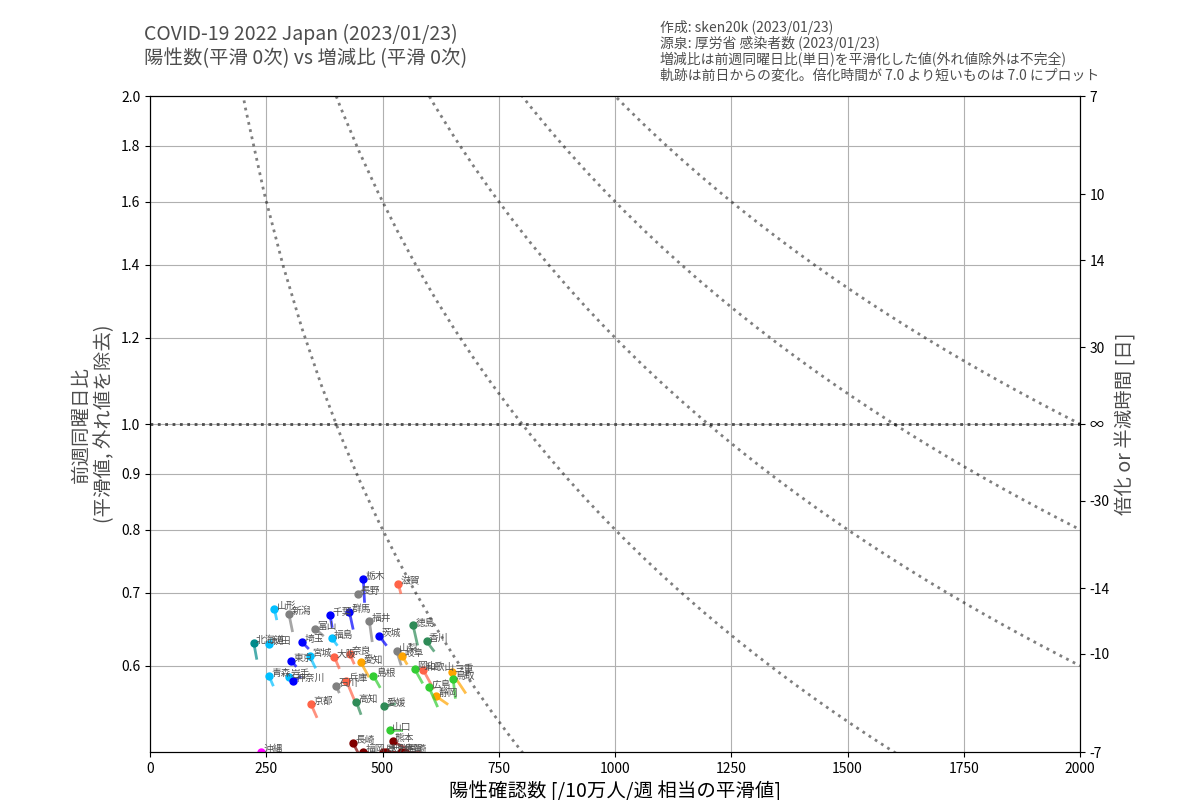 COVID-19 2022 Japan (2023/01/23)
陽性数(平滑 0次) vs 増減比 (平滑 0次)
作成: sken20k (2023/01/23)
源泉: 厚労省 感染者数 (2023/01/23)
増減比は前週同曜日比(単日)を平滑化した値(外れ値除外は不完全)
軌跡は前日からの変化。倍化時間が 7.0 より短いものは 7.0 にプロット
前週同曜日比
(平滑値, 外れ値を除去)
2.0
1.8
1.6
1.4
1.2
1.0
0.9
0.8
0.7
0.6
7
10
14
30
∞
-30
-14
-10
-7
倍化 or 半減時間 [日]
栃木
滋賀
長野
山形
新潟
千葉
群馬
福井
徳島
富山
福島
茨城
香川
北海道
秋田
埼玉
宮城
大阪
奈良
愛知
山梨
岐阜
東京
青森
岩手
神奈川
石川
兵庫
島根
岡山
和歌山
三重
鳥取
広島
静岡
京都
高知
愛媛
山口
熊本
長崎
沖縄
福岡
0
250
500
750
1000
1250
1500
1750
2000
陽性確認数 [/10万人/週 相当の平滑値]